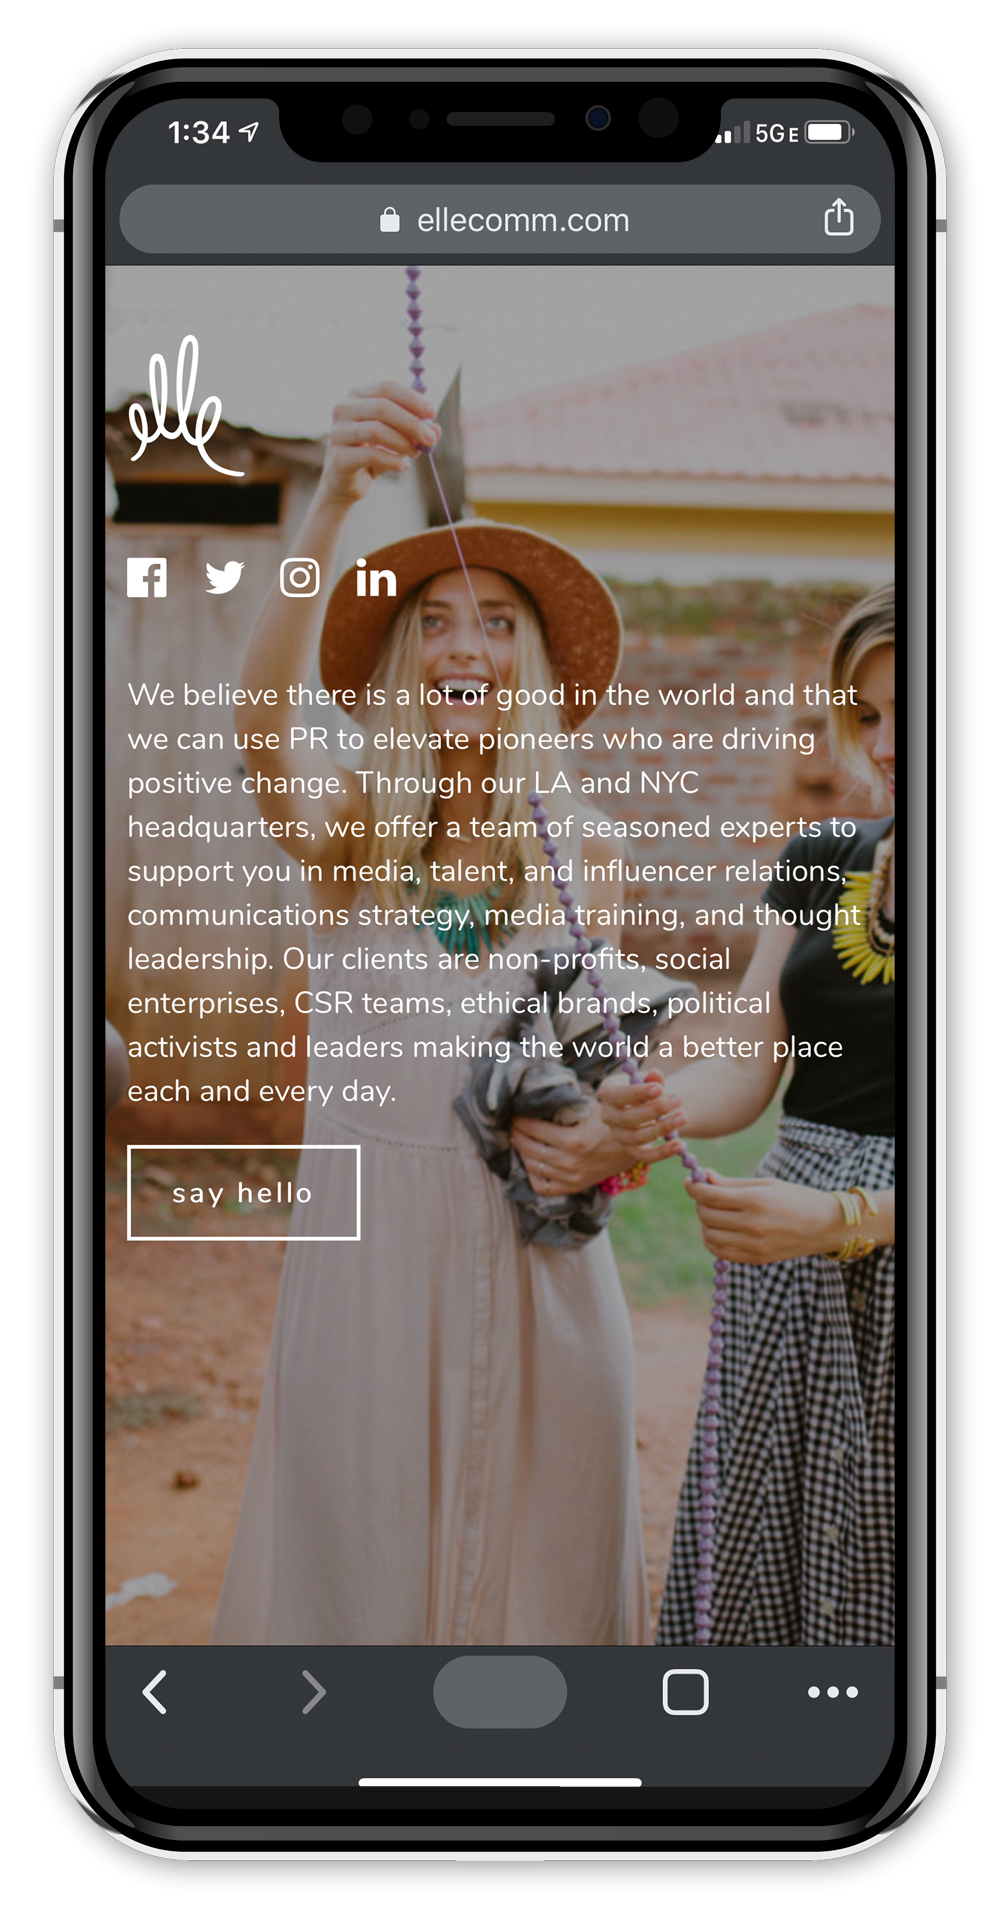 1:34
5GE
ellecomm.com
elle
We believe there is a lot of good in the world and that
we can use PR to elevate pioneers who are driving
positive change. Through our LA and NYC
headquarters, we offer a team of seasoned experts to
support you in media, talent, and influencer relations,
communications strategy, media training, and thought
leadership. Our clients are non-profits, social
enterprises, CSR teams, ethical brands, political
activists and leaders making the world a better place
each and every day.
say hello